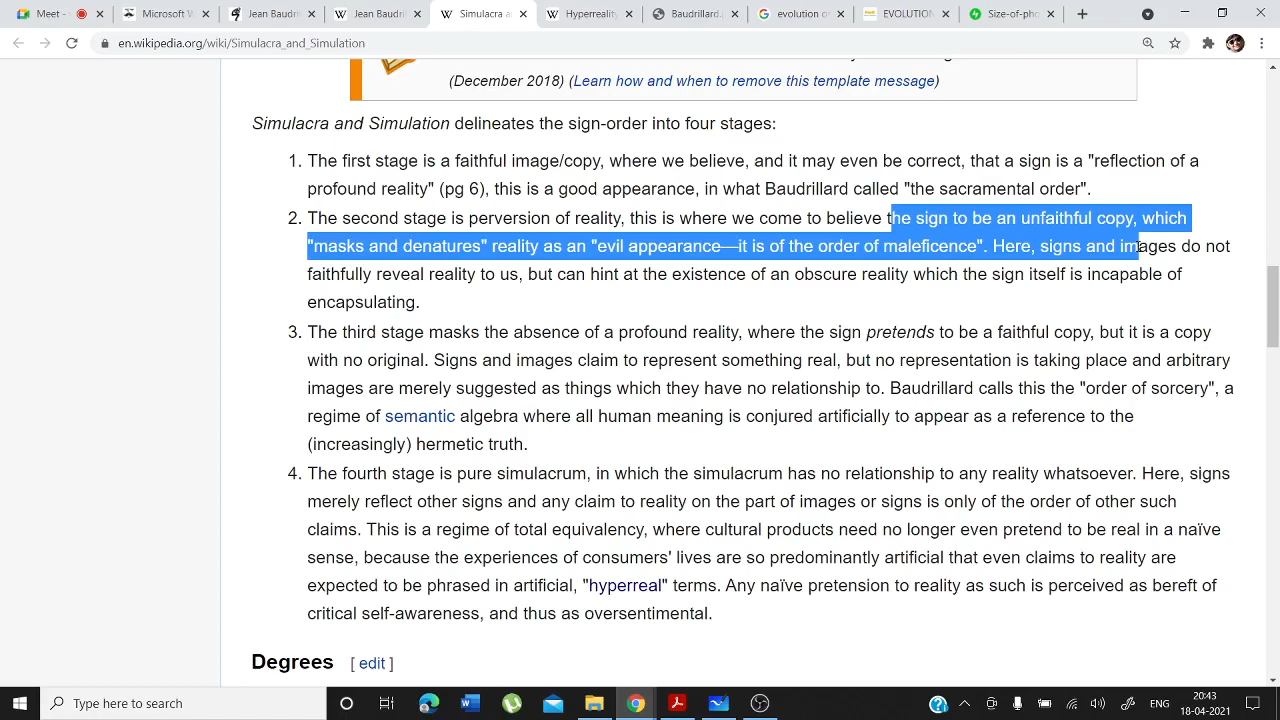 Meet -
Microsoft W
Jean Baudri
Jean Baudri
Simulacra an
Hyperreality
Baudrillard,
evolution o
EVOLUTION
Size-of-pho
en.wikipedia.org/wiki/Simulacra_and_Simulation
(December 2018) (Learn how and when to remove this template message)
Simulacra and Simulation delineates the sign-order into four stages:
1. The first stage is a faithful image/copy, where we believe, and it may even be correct, that a sign is a "reflection of a
profound reality" (pg 6), this is a good appearance, in what Baudrillard called "the sacramental order".
2. The second stage is perversion of reality, this is where we come to believe the sign to be an unfaithful copy, which
"masks and denatures" reality as an "evil appearance—it is of the order of maleficence". Here, signs and images do not
faithfully reveal reality to us, but can hint at the existence of an obscure reality which the sign itself is incapable of
encapsulating.
3. The third stage masks the absence of a profound reality, where the sign pretends to be a faithful copy, but it is a copy
with no original. Signs and images claim to represent something real, but no representation is taking place and arbitrary
images are merely suggested as things which they have no relationship to. Baudrillard calls this the "order of sorcery", a
regime of semantic algebra where all human meaning is conjured artificially to appear as a reference to the
(increasingly) hermetic truth.
4. The fourth stage is pure simulacrum, in which the simulacrum has no relationship to any reality whatsoever. Here, signs
merely reflect other signs and any claim to reality on the part of images or signs is only of the order of other such
claims. This is a regime of total equivalency, where cultural products need no longer even pretend to be real in a naïve
sense, because the experiences of consumers' lives are so predominantly artificial that even claims to reality are
expected to be phrased in artificial, "hyperreal" terms. Any naïve pretension to reality as such is perceived as bereft of
critical self-awareness, and thus as oversentimental.
Degrees [ edit ]
Type here to search
ENG
20:43
18-04-2021